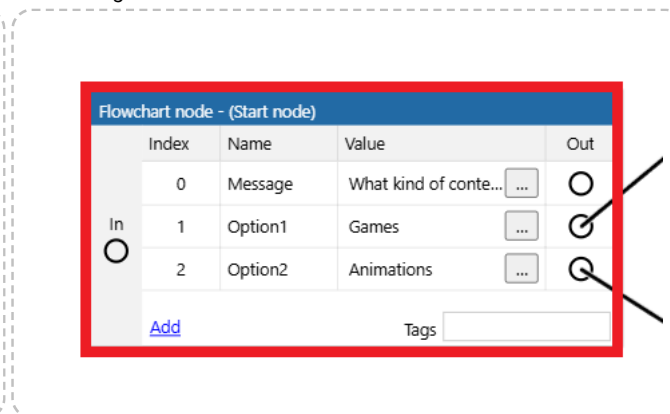 Flowchart node - (Start node)
Index Name Value Out
0 Message What kind of conte... ...
In
1 Option1 Games ...
2 Option2 Animations ...
Add Tags